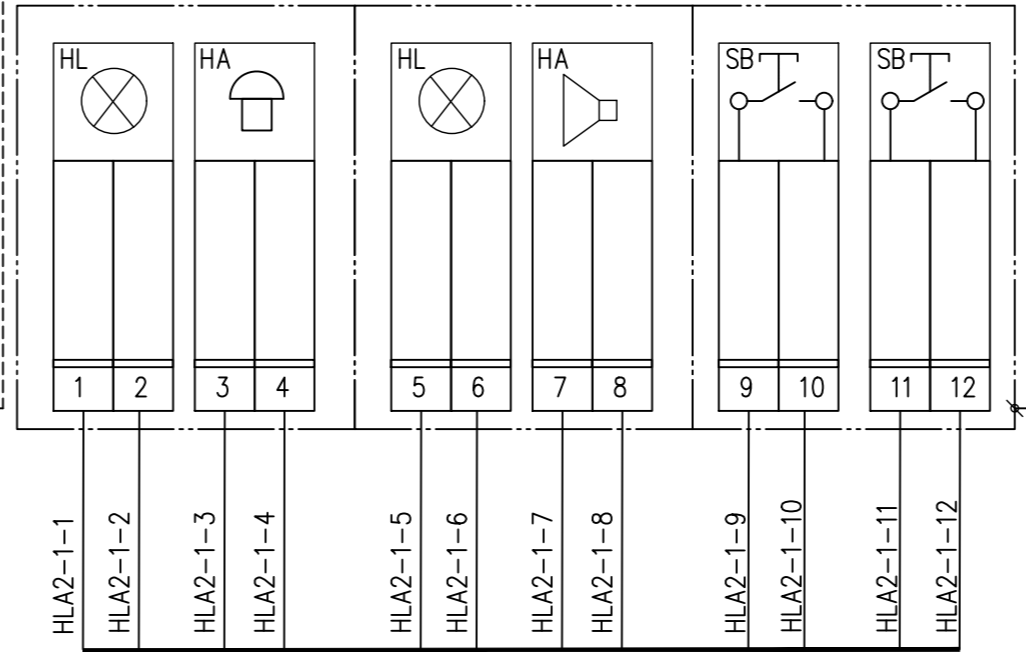 HL HA HL HA SB SB
1 2 3 4 5 6 7 8 9 10 11 12
HLA2-1-1
HLA2-1-2
HLA2-1-3
HLA2-1-4
HLA2-1-5
HLA2-1-6
HLA2-1-7
HLA2-1-8
HLA2-1-9
HLA2-1-10
HLA2-1-11
HLA2-1-12